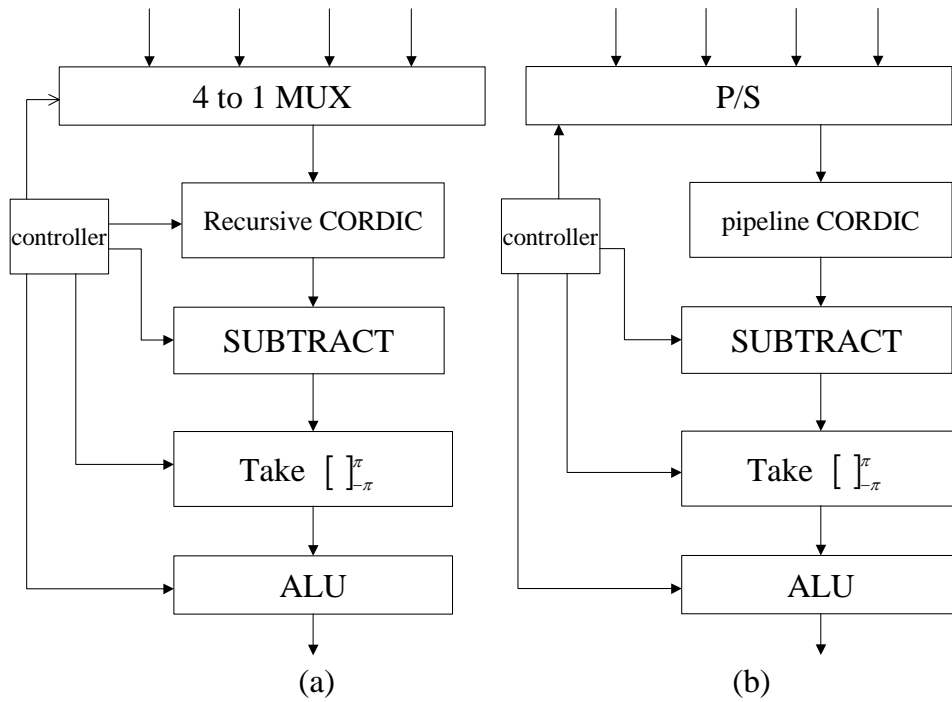 4 to 1 MUX
Recursive CORDIC
controller
SUBTRACT
Take [ ]^π_{-π}
ALU
(a)
P/S
pipeline CORDIC
controller
SUBTRACT
Take [ ]^π_{-π}
ALU
(b)